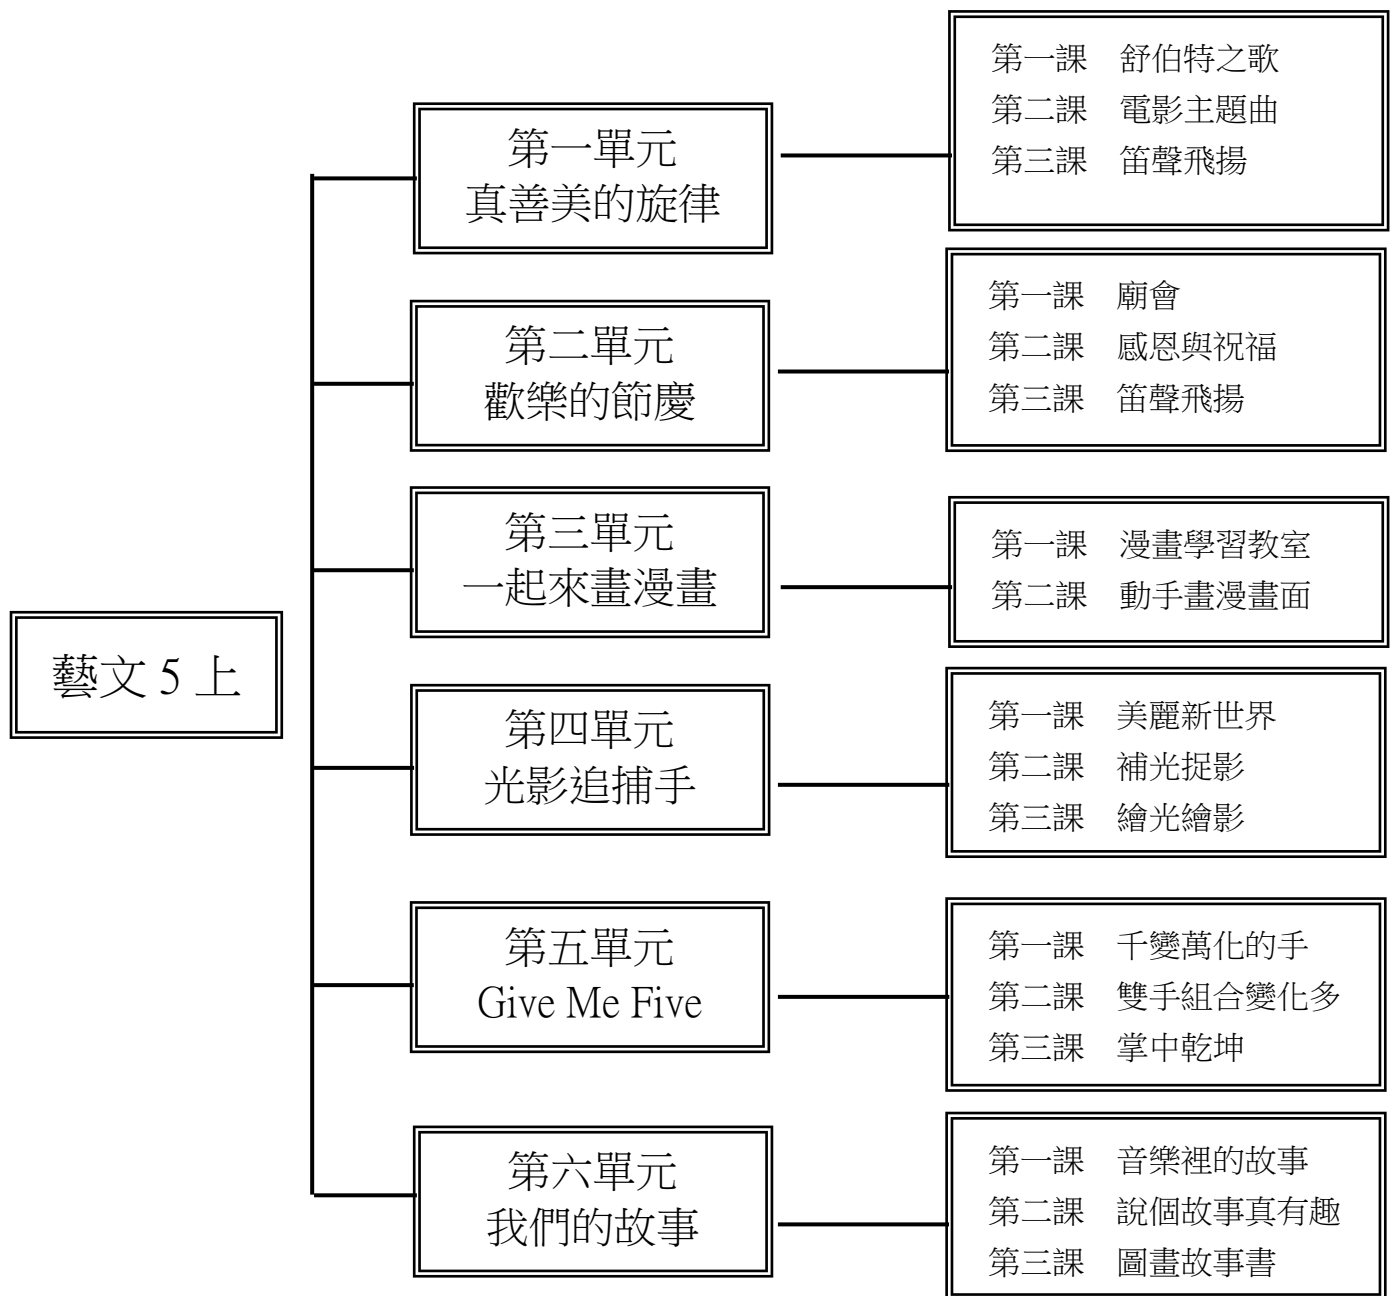 藝文 5 上
第一單元
真善美的旋律
第一課　舒伯特之歌
第二課　電影主題曲
第三課　笛聲飛揚
第二單元
歡樂的節慶
第一課　廟會
第二課　感恩與祝福
第三課　笛聲飛揚
第三單元
一起來畫漫畫
第一課　漫畫學習教室
第二課　動手畫漫畫面
第四單元
光影追捕手
第一課　美麗新世界
第二課　補光捉影
第三課　繪光繪影
第五單元
Give Me Five
第一課　千變萬化的手
第二課　雙手組合變化多
第三課　掌中乾坤
第六單元
我們的故事
第一課　音樂裡的故事
第二課　說個故事真有趣
第三課　圖畫故事書